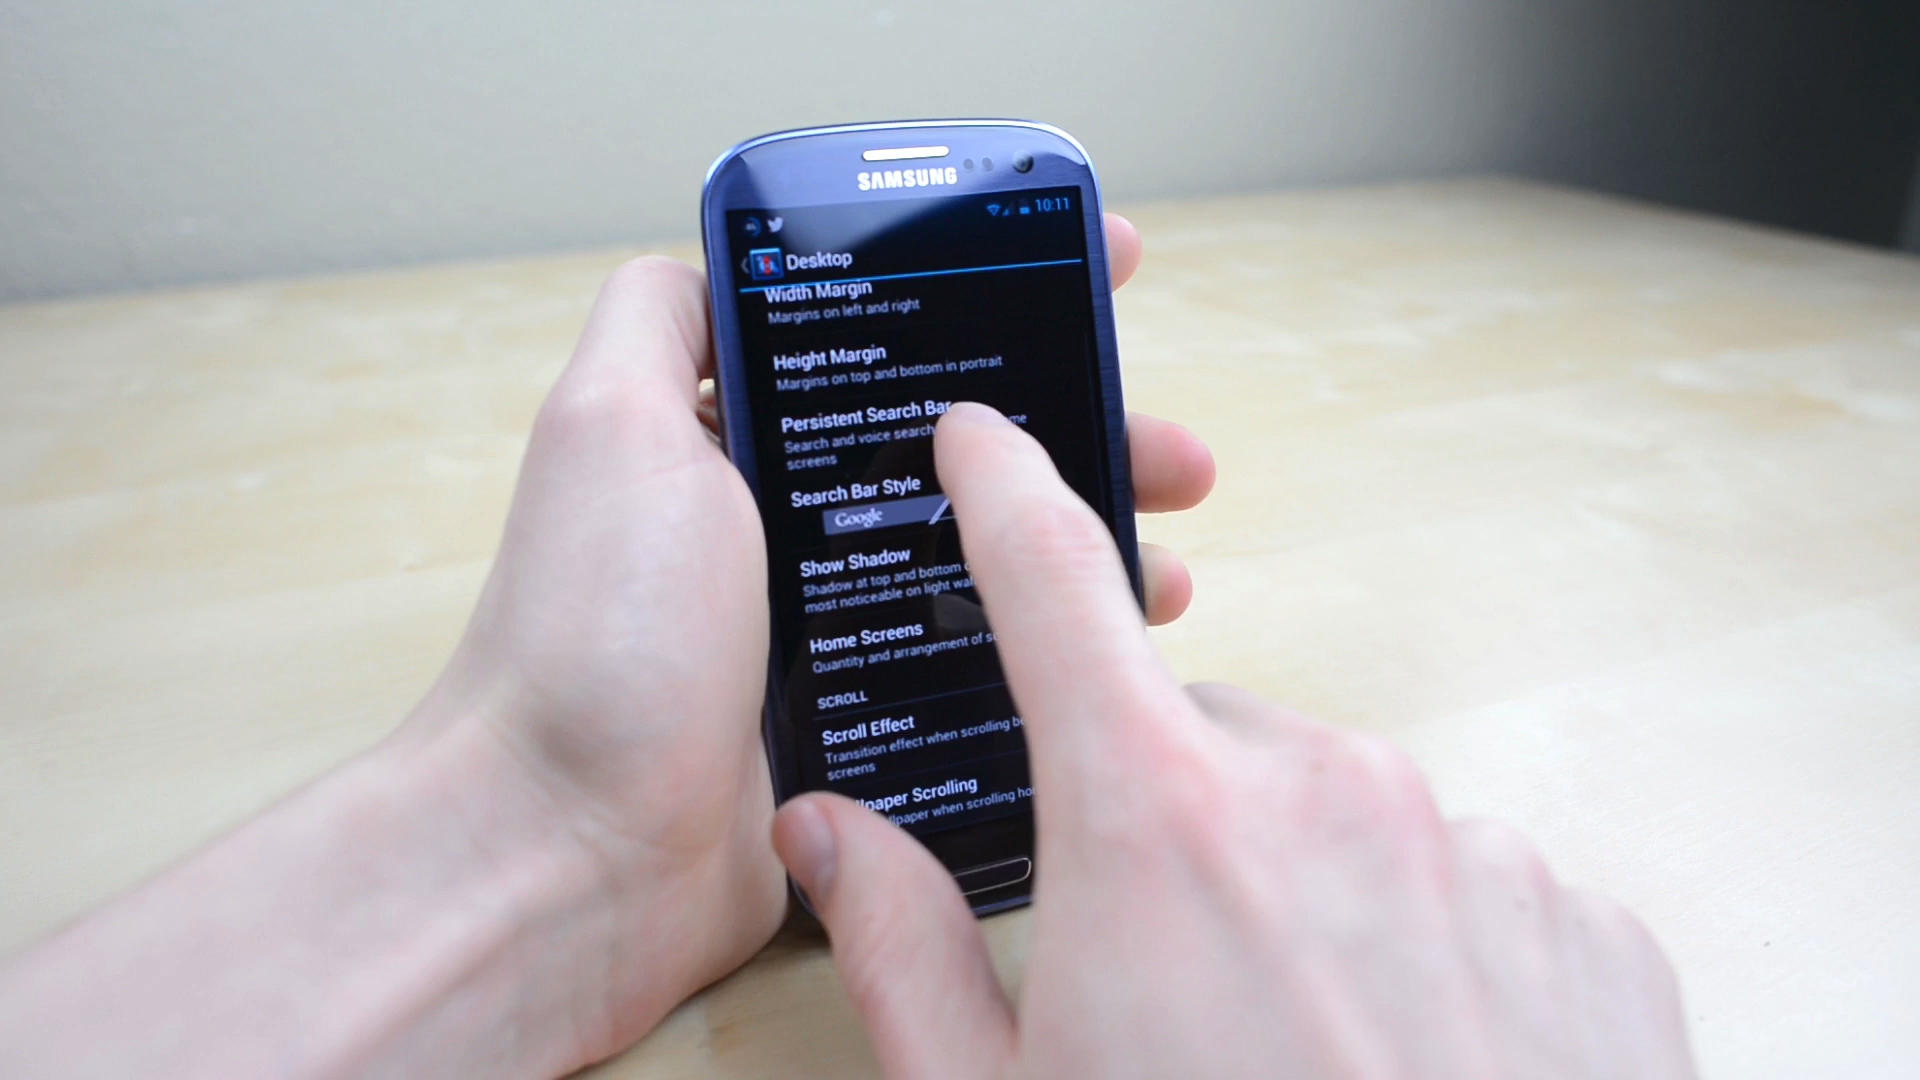 SAMSUNG
10:11
Desktop
Width Margin
Margins on left and right
Height Margin
Margins on top and bottom in portrait
Persistent Search Bar
Search and voice search
screens
Search Bar Style
Google
Show Shadow
Shadow at top and bottom
most noticeable on light
Home Screens
Quantity and arrangement of
SCROLL
Scroll Effect
Transition effect when scrolling
screens
Scrolling
when scrolling